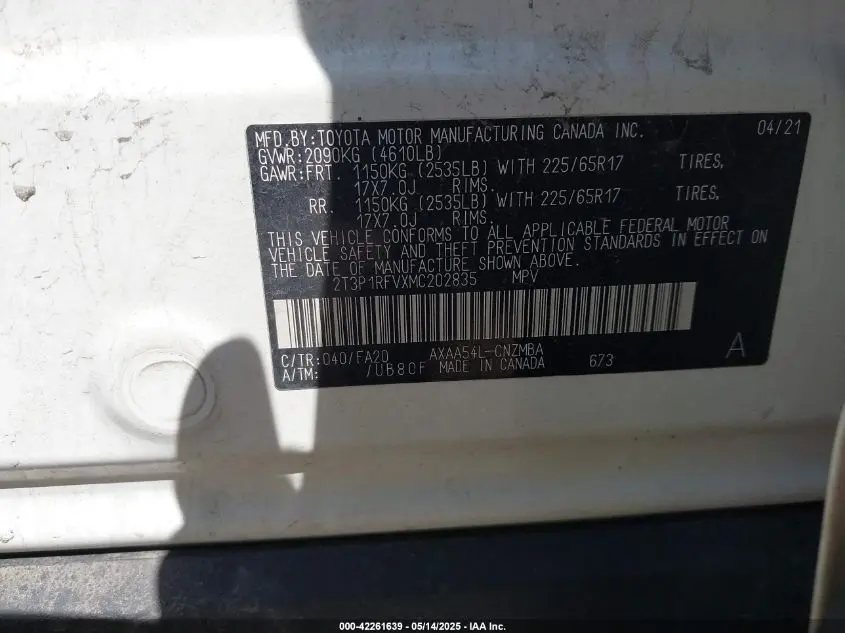 MFD.BY:TOYOTA MOTOR MANUFACTURING CANADA INC. 04/21
GVWR:2090KG (4610LB)
GAWR:FRT. 1150KG (2535LB) WITH 225/65R17 TIRES,
17X7.0J RIMS.
RR. 1150KG (2535LB) WITH 225/65R17 TIRES,
17X7.0J RIMS.
THIS VEHICLE CONFORMS TO ALL APPLICABLE FEDERAL MOTOR
VEHICLE SAFETY AND THEFT PREVENTION STANDARDS IN EFFECT ON
THE DATE OF MANUFACTURE SHOWN ABOVE.
2T3P1RFVXMC202835 MPV
C/TR:040/FA20 AXAA54L-CNZMBA 673 A
A/TM: /UB80F MADE IN CANADA
000-42261639 - 05/14/2025 - IAA Inc.